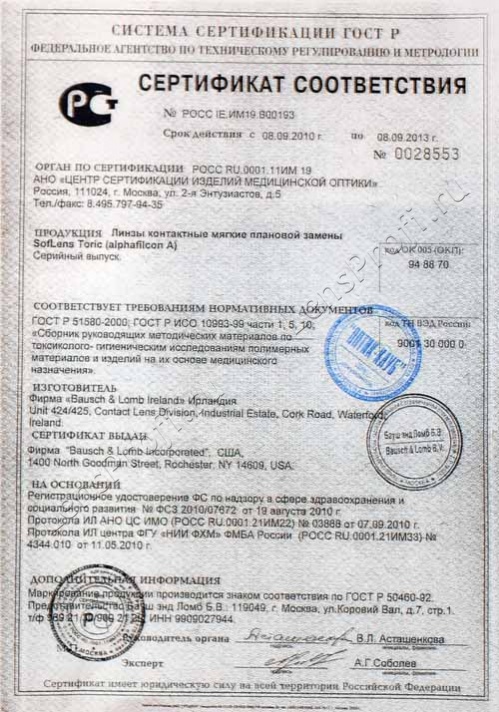 СИСТЕМА СЕРТИФИКАЦИИ ГОСТ Р
ФЕДЕРАЛЬНОЕ АГЕНТСТВО ПО ТЕХНИЧЕСКОМУ РЕГУЛИРОВАНИЮ И МЕТРОЛОГИИ
СЕРТИФИКАТ СООТВЕТСТВИЯ
№ РОСС IE.ИМ19.В00193
Срок действия с 08.09.2010 г. по 08.09.2013 г.
№ 0028553
ОРГАН ПО СЕРТИФИКАЦИИ РОСС RU.0001.11ИМ 19
АНО «ЦЕНТР СЕРТИФИКАЦИИ ИЗДЕЛИЙ МЕДИЦИНСКОЙ ОПТИКИ»
Россия, 111024, г. Москва, ул. 2-я Энтузиастов, д.5
Тел./факс: 8.495.797-94-35
ПРОДУКЦИЯ Линзы контактные мягкие плановой замены
SofLens Toric (alphafilcon A)
Серийный выпуск.
код ОК 005 (ОКП):
94 8870
СООТВЕТСТВУЕТ ТРЕБОВАНИЯМ НОРМАТИВНЫХ ДОКУМЕНТОВ
ГОСТ Р 51580-2000; ГОСТ Р ИСО 10993-99 части 1, 5, 10;
«Сборник руководящих методических материалов по
токсиколого- гигиеническим исследованиям полимерных
материалов и изделий на их основе медицинского
назначения».
код ТН ВЭД России:
9001 30 000 0
"ОПТИК-КЛУБ"
ИЗГОТОВИТЕЛЬ
Фирма «Bausch & Lomb Ireland» Ирландия
Unit 424/425, Contact Lens Division, Industrial Estate, Cork Road, Waterford,
Ireland.
СЕРТИФИКАТ ВЫДАН
Фирма "Bausch & Lomb Incorporated", США,
1400 North Goodman Street, Rochester, NY 14609, USA.
Бауш энд Ломб Б.В.
Bausch & Lomb B.V.
МОСКВА
НА ОСНОВАНИИ
Регистрационное удостоверение ФС по надзору в сфере здравоохранения и
социального развития № ФСЗ 2010/07672 от 19 августа 2010 г.
Протокола ИЛ АНО ЦС ИМО (РОСС RU.0001.21ИМ22) № 03888 от 07.09.2010 г.
Протокола ИЛ центра ФГУ «НИИ ФХМ» ФМБА России (РОСС RU.0001.21ИМ33) №
4344.010 от 11.05.2010 г.
ДОПОЛНИТЕЛЬНАЯ ИНФОРМАЦИЯ
Маркирование продукции производится знаком соответствия по ГОСТ Р 50460-92.
Представительство Бауш энд Ломб Б.В.: 119049, г. Москва, ул.Коровий Вал, д.7, стр.1.
ИНН 9909027944.
Руководитель органа В.Л. Асташенкова
Эксперт А.Г.Соболев
Сертификат имеет юридическую силу на всей территории Российской Федерации
LensProfi.ru